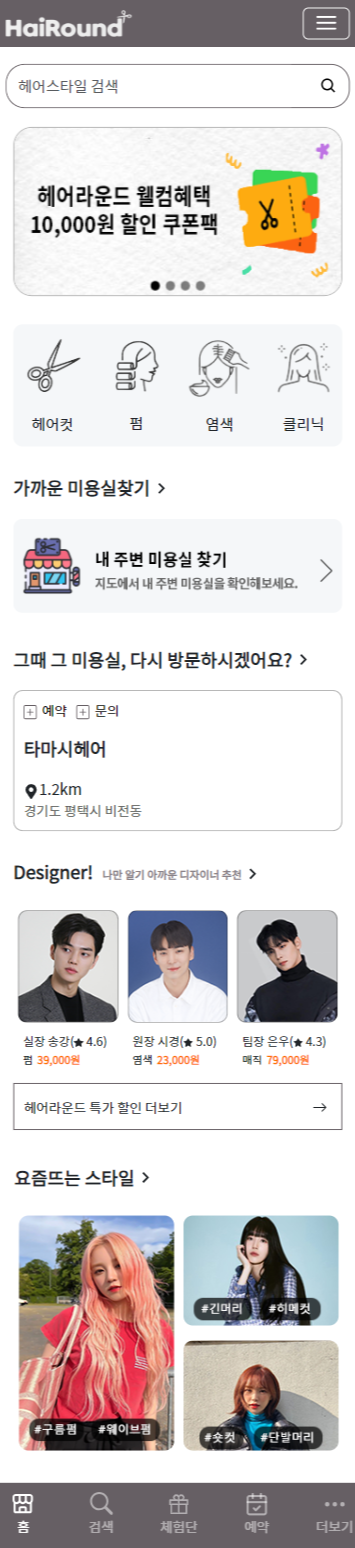 HaiRound
헤어스타일 검색
헤어라운드 웰컴혜택
10,000원 할인 쿠폰팩
헤어컷 펌 염색 클리닉
가까운 미용실찾기 >
내 주변 미용실 찾기
지도에서 내 주변 미용실을 확인해보세요.
그때 그 미용실, 다시 방문하시겠어요? >
예약 문의
타마시헤어
1.2km
경기도 평택시 비전동
Designer! 나만 알기 아까운 디자이너 추천 >
실장 송강(★ 4.6) 원장 시경(★ 5.0) 팀장 은우(★ 4.3)
펌 39,000원 염색 23,000원 매직 79,000원
헤어라운드 특가 할인 더보기 →
요즘뜨는 스타일 >
#긴머리 #히메컷
#구름펌 #웨이브펌
#숏컷 #단발머리
홈 검색 체험단 예약 더보기